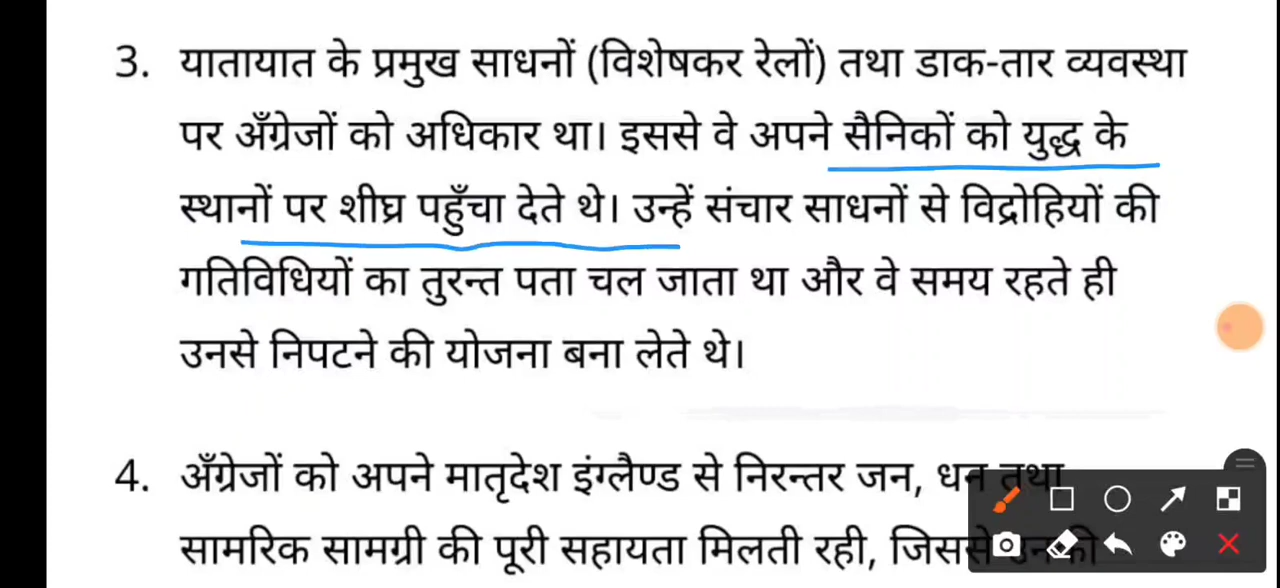 3. यातायात के प्रमुख साधनों (विशेषकर रेलों) तथा डाक-तार व्यवस्था
पर अँग्रेजों को अधिकार था। इससे वे अपने सैनिकों को युद्ध के
स्थानों पर शीघ्र पहुँचा देते थे। उन्हें संचार साधनों से विद्रोहियों की
गतिविधियों का तुरन्त पता चल जाता था और वे समय रहते ही
उनसे निपटने की योजना बना लेते थे।
4. अँग्रेजों को अपने मातृदेश इंग्लैण्ड से निरन्तर जन, धन तथा
सामरिक सामग्री की पूरी सहायता मिलती रही, जिससे उनकी